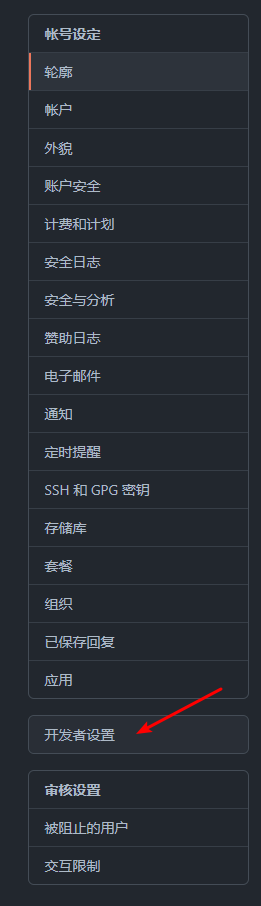 帐号设定
轮廓
帐户
外貌
账户安全
计费和计划
安全日志
安全与分析
赞助日志
电子邮件
通知
定时提醒
SSH 和 GPG 密钥
存储库
套餐
组织
已保存回复
应用
开发者设置
审核设置
被阻止的用户
交互限制